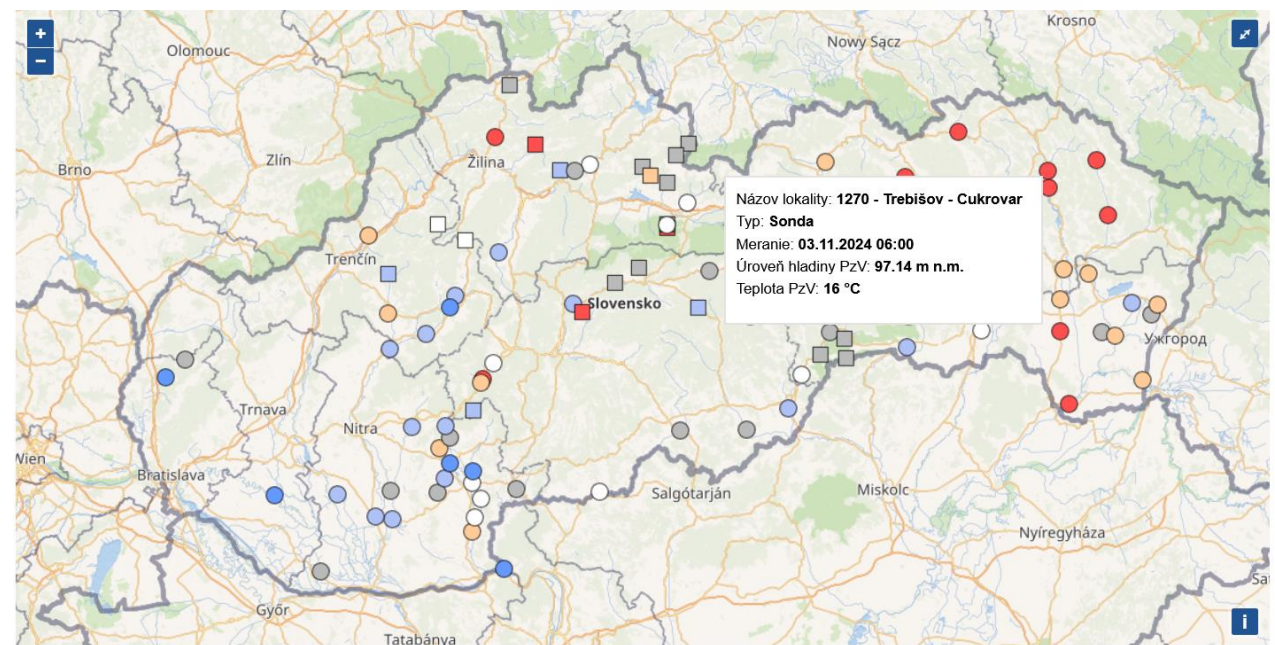 +
−
Krosno
Olomouc
Nowy Sącz
Zlín
Žilina
Brno
Názov lokality: 1270 - Trebišov - Cukrovar
Typ: Sonda
Meranie: 03.11.2024 06:00
Úroveň hladiny PzV: 97.14 m n.m.
Teplota PzV: 16 °C
Trenčín
Slovensko
Ужгород
Trnava
Nitra
Wien
Bratislava
Salgótarján
Miskolc
Nyíregyháza
Győr
Tatabánya
i